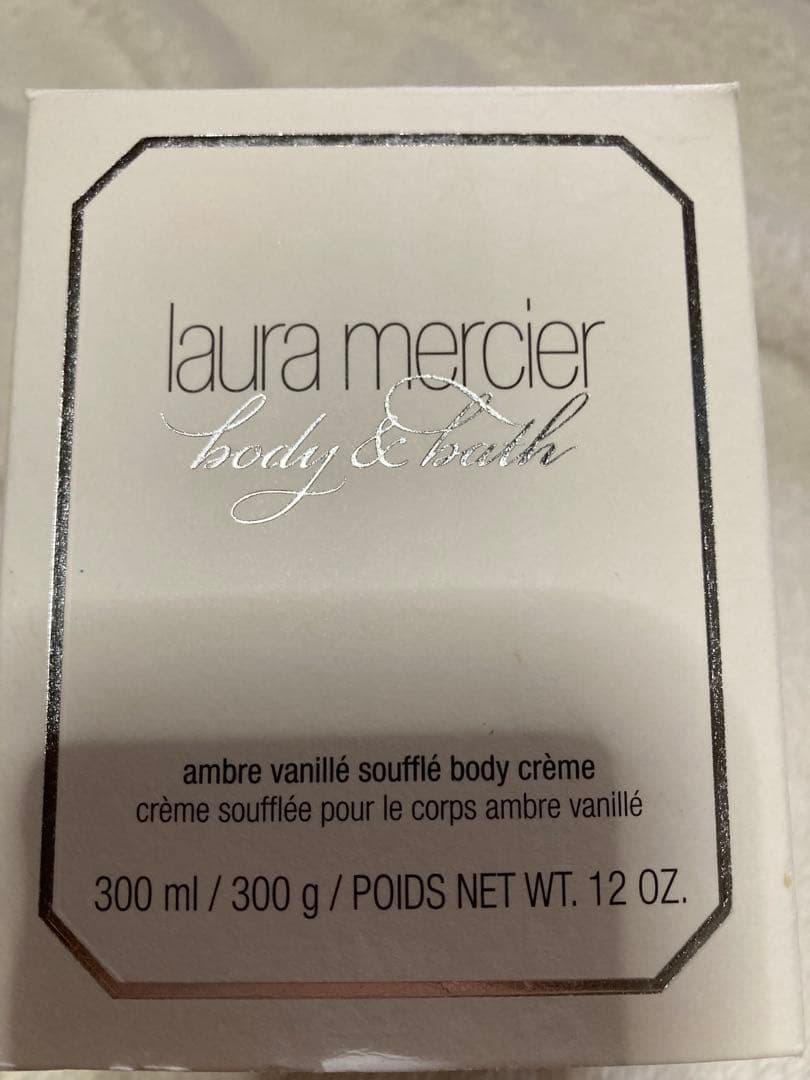 laura mercier
body & bath
ambre vanillé soufflé body crème
crème soufflée pour le corps ambre vanillé
300 ml / 300 g / POIDS NET WT. 12 OZ.